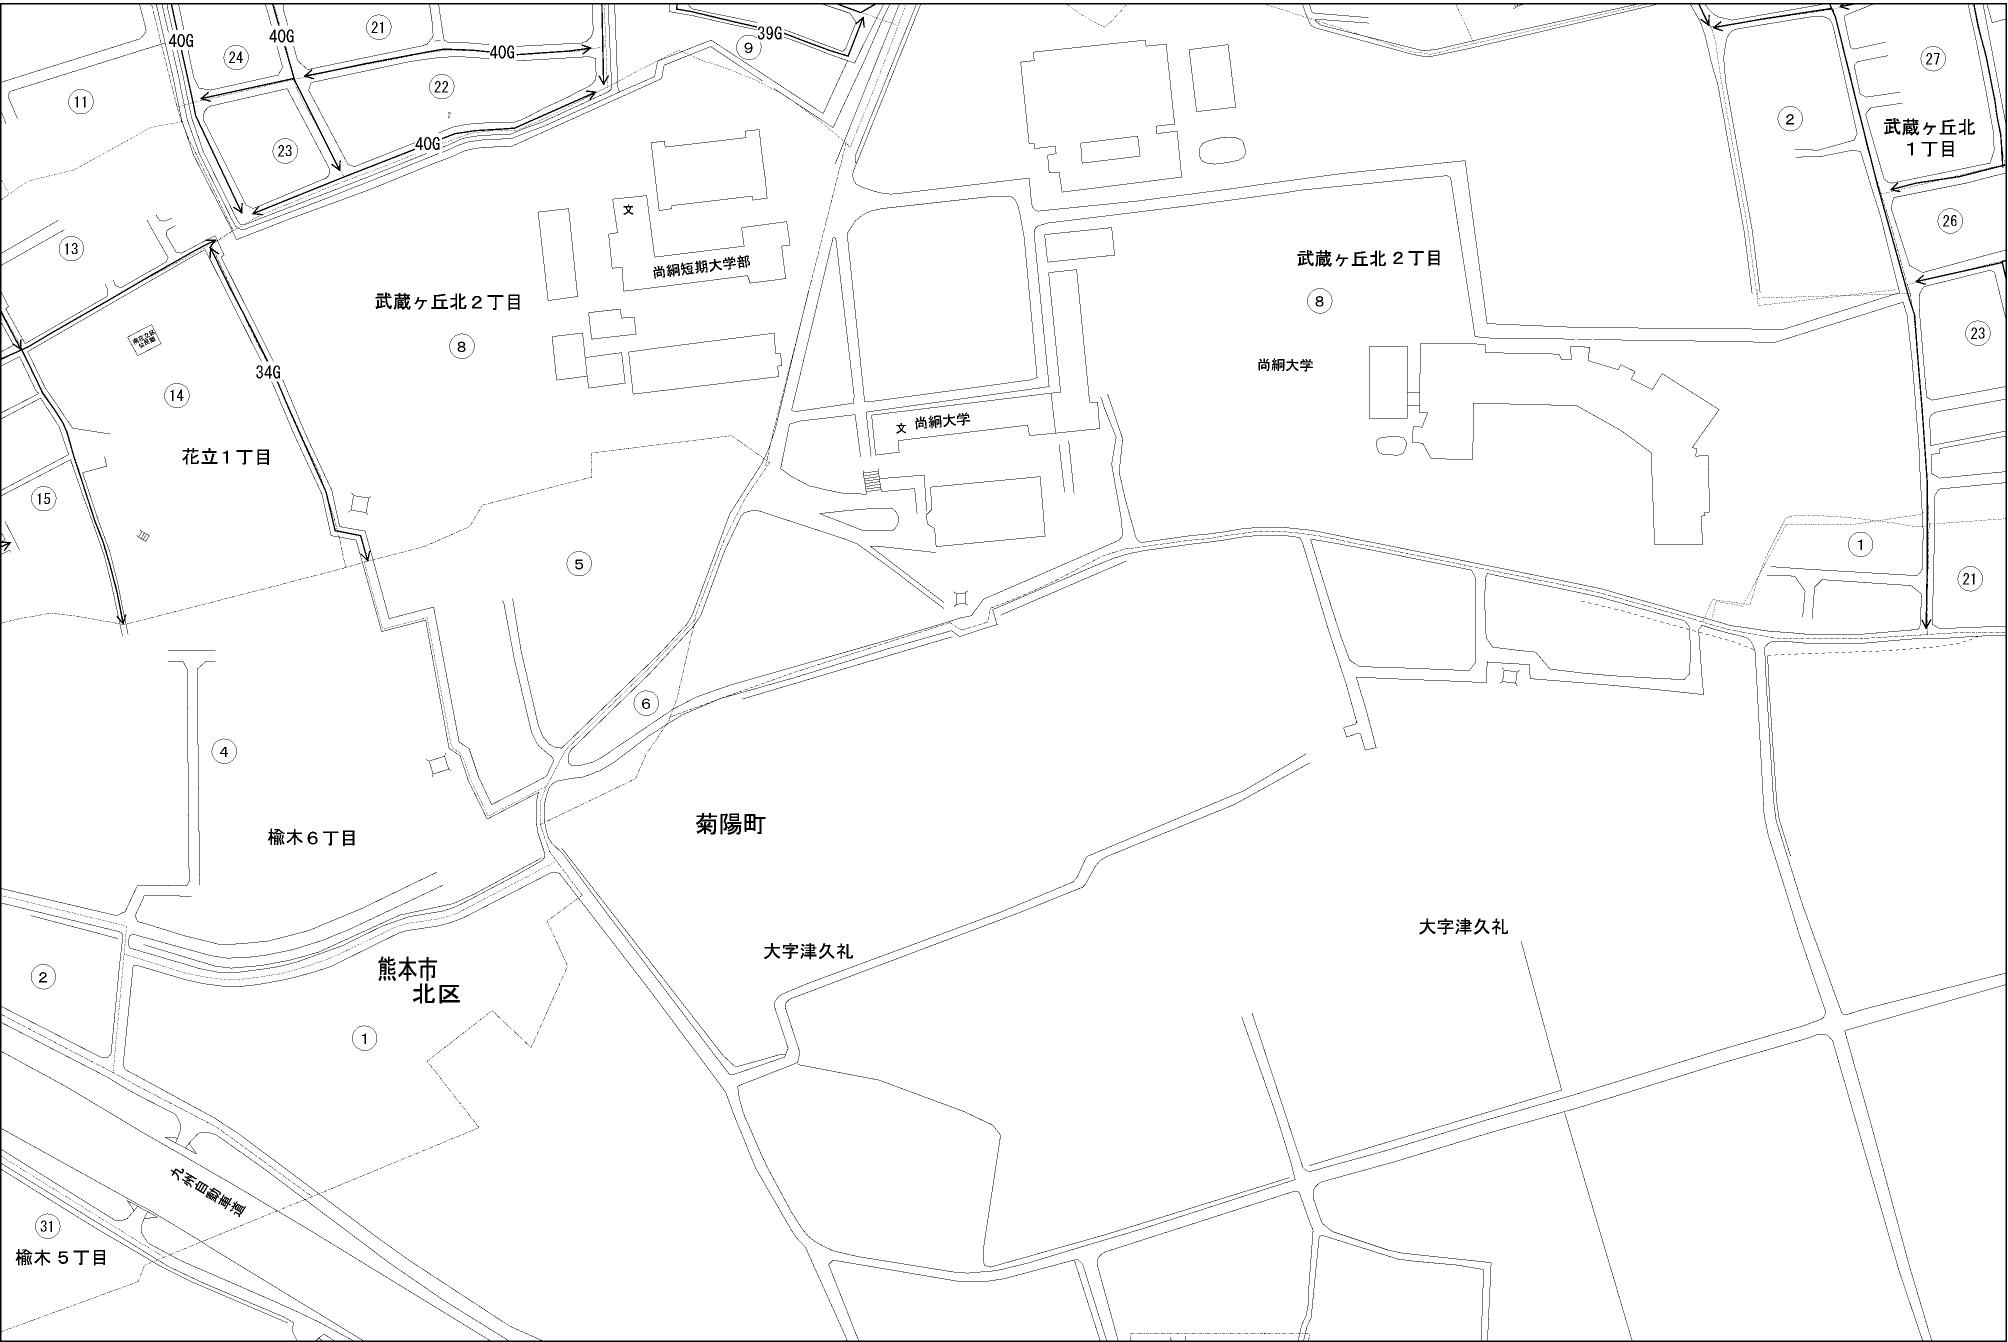 40G
40G
21
24
40G
22
2
11
23
40G
39G
9
27
2
武蔵ヶ丘北
１丁目
26
文
尚絅短期大学部
武蔵ヶ丘北２丁目
8
13
武蔵ヶ丘北２丁目
8
尚絅大学
23
34G
14
花立１丁目
15
文 尚絅大学
5
1
21
6
4
楡木６丁目
菊陽町
大字津久礼
大字津久礼
2
熊本市
北区
1
九州自動車道
31
楡木５丁目